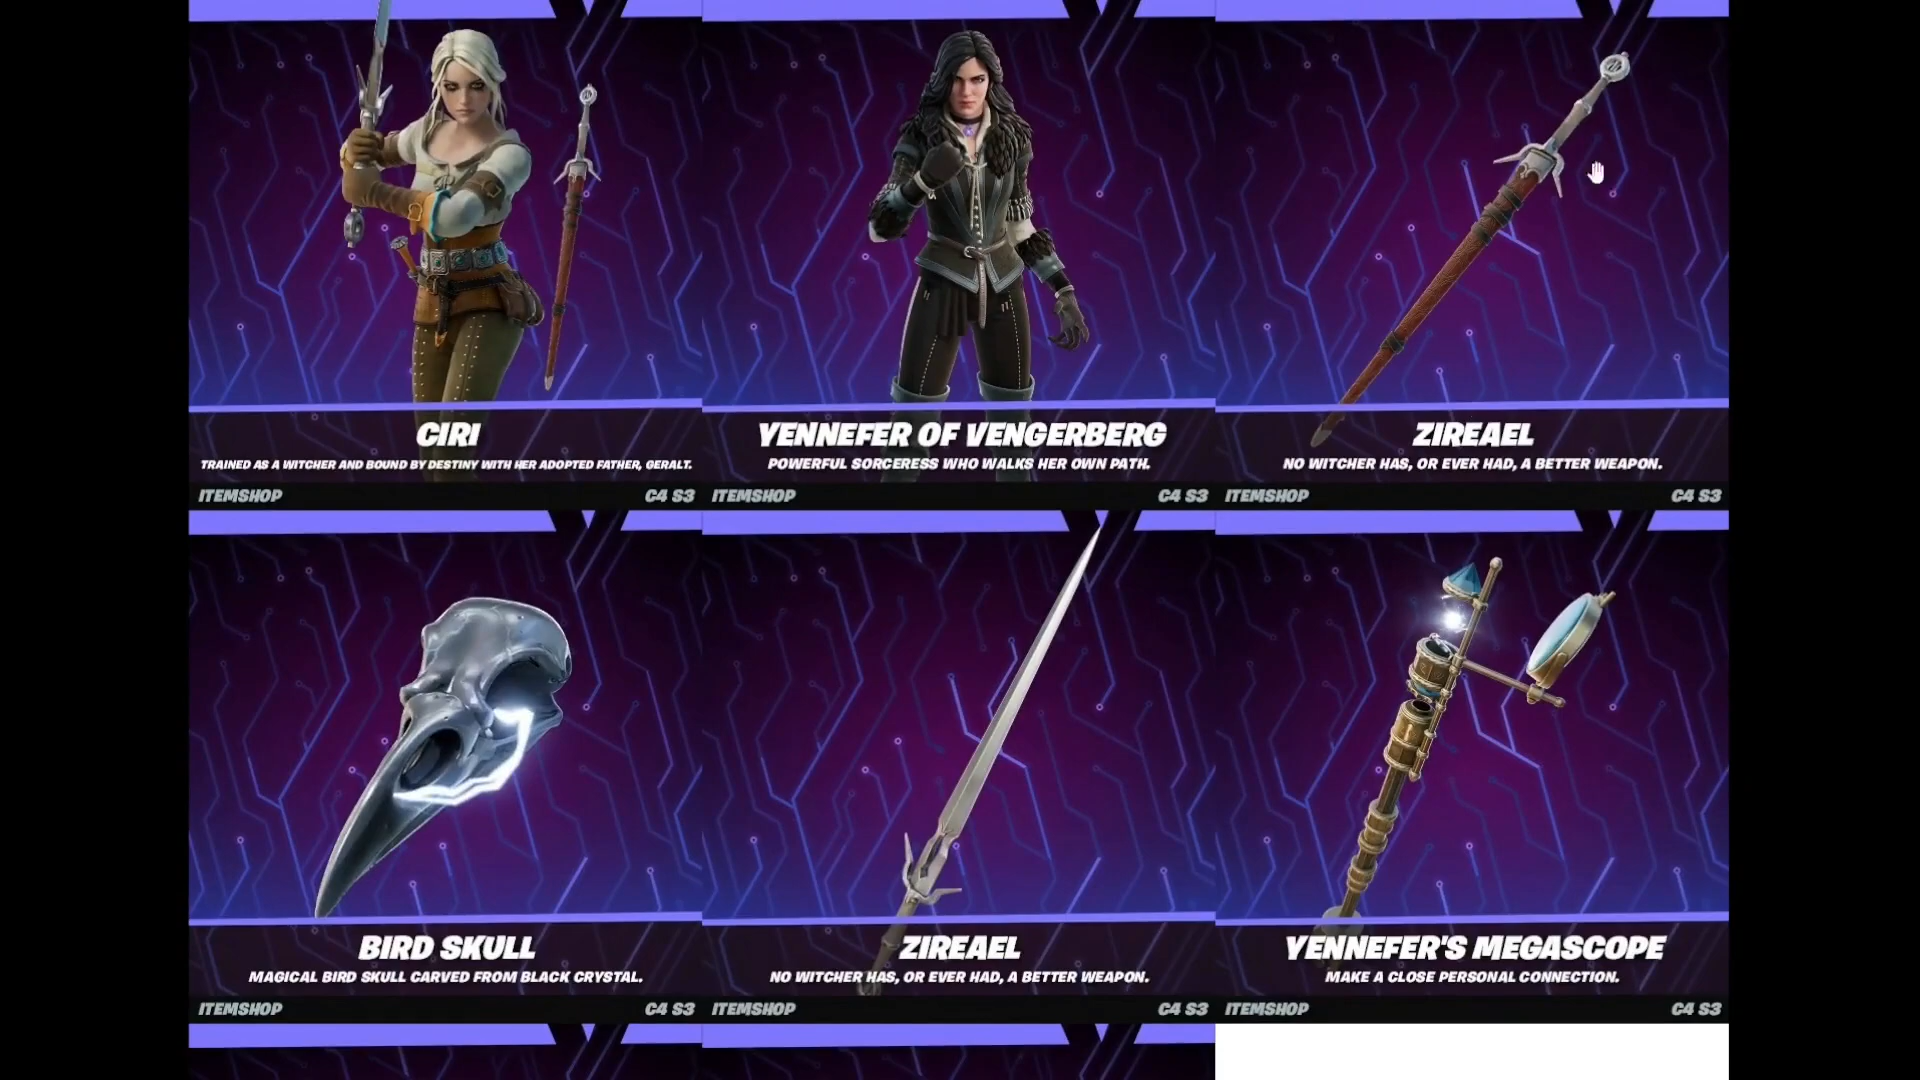 CIRI
TRAINED AS A WITCHER AND BOUND BY DESTINY WITH HER ADOPTED FATHER, GERALT.
ITEMSHOP C4 S3
YENNEFER OF VENGERBERG
POWERFUL SORCERESS WHO WALKS HER OWN PATH.
ITEMSHOP C4 S3
ZIREAEL
NO WITCHER HAS, OR EVER HAD, A BETTER WEAPON.
ITEMSHOP C4 S3
BIRD SKULL
MAGICAL BIRD SKULL CARVED FROM BLACK CRYSTAL.
ITEMSHOP C4 S3
ZIREAEL
NO WITCHER HAS, OR EVER HAD, A BETTER WEAPON.
ITEMSHOP C4 S3
YENNEFER'S MEGASCOPE
MAKE A CLOSE PERSONAL CONNECTION.
ITEMSHOP C4 S3